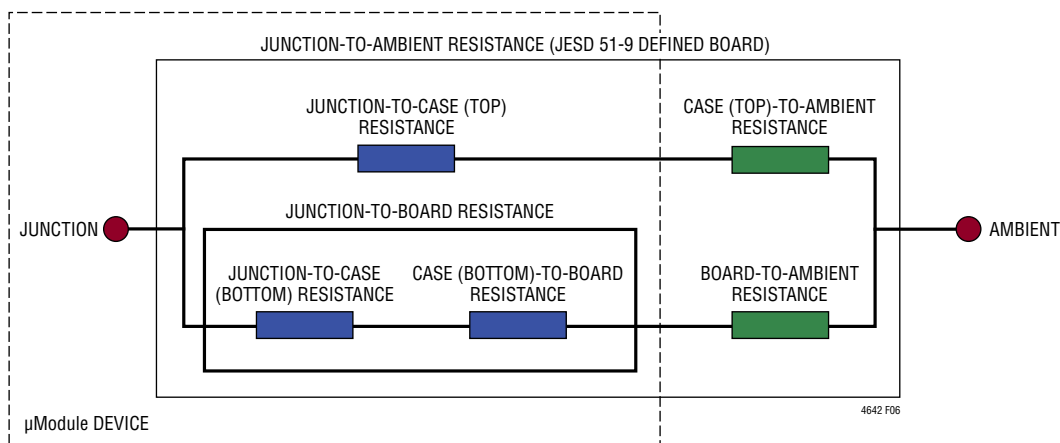 JUNCTION-TO-AMBIENT RESISTANCE (JESD 51-9 DEFINED BOARD)
JUNCTION-TO-CASE (TOP)
RESISTANCE
CASE (TOP)-TO-AMBIENT
RESISTANCE
JUNCTION
JUNCTION-TO-BOARD RESISTANCE
AMBIENT
JUNCTION-TO-CASE
(BOTTOM) RESISTANCE
CASE (BOTTOM)-TO-BOARD
RESISTANCE
BOARD-TO-AMBIENT
RESISTANCE
4642 F06
µModule DEVICE